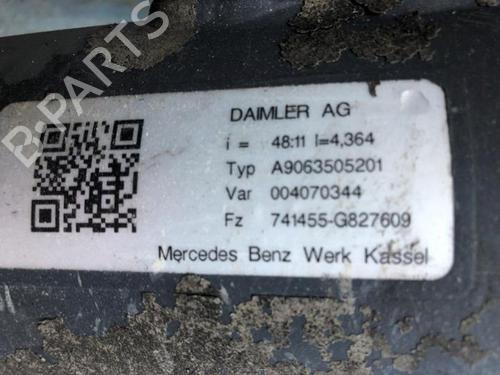 DAIMLER AG
i = 48:11 I=4,364
Typ A9063505201
Var 004070344
Fz 741455-G827609
Mercedes Benz Werk Kassel
B-PARTS